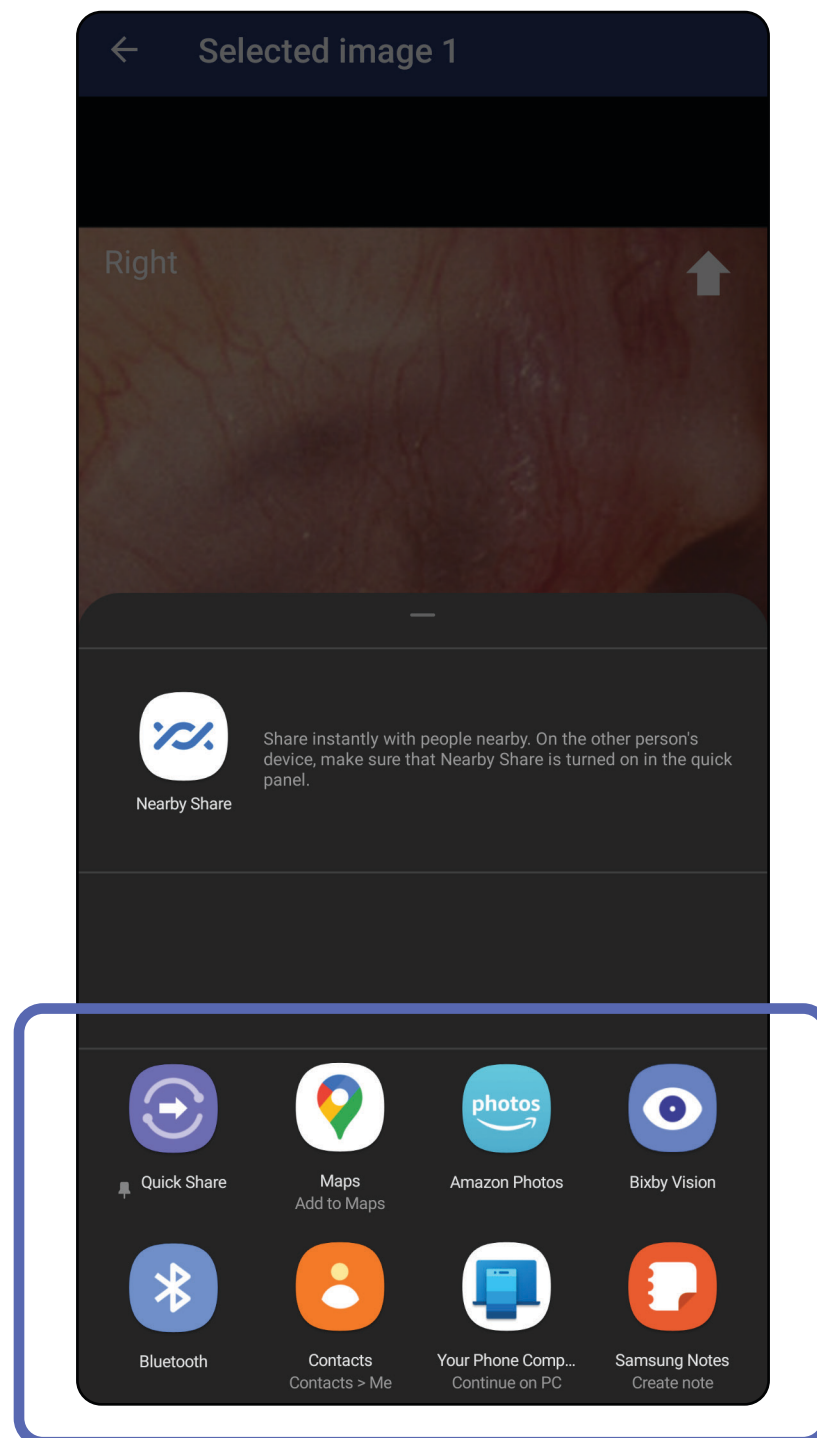 Selected image 1
Right
Share instantly with people nearby. On the other person's
device, make sure that Nearby Share is turned on in the quick
panel.
Nearby Share
photos
Quick Share
Maps
Add to Maps
Amazon Photos
Bixby Vision
Bluetooth
Contacts
Contacts > Me
Your Phone Comp...
Continue on PC
Samsung Notes
Create note